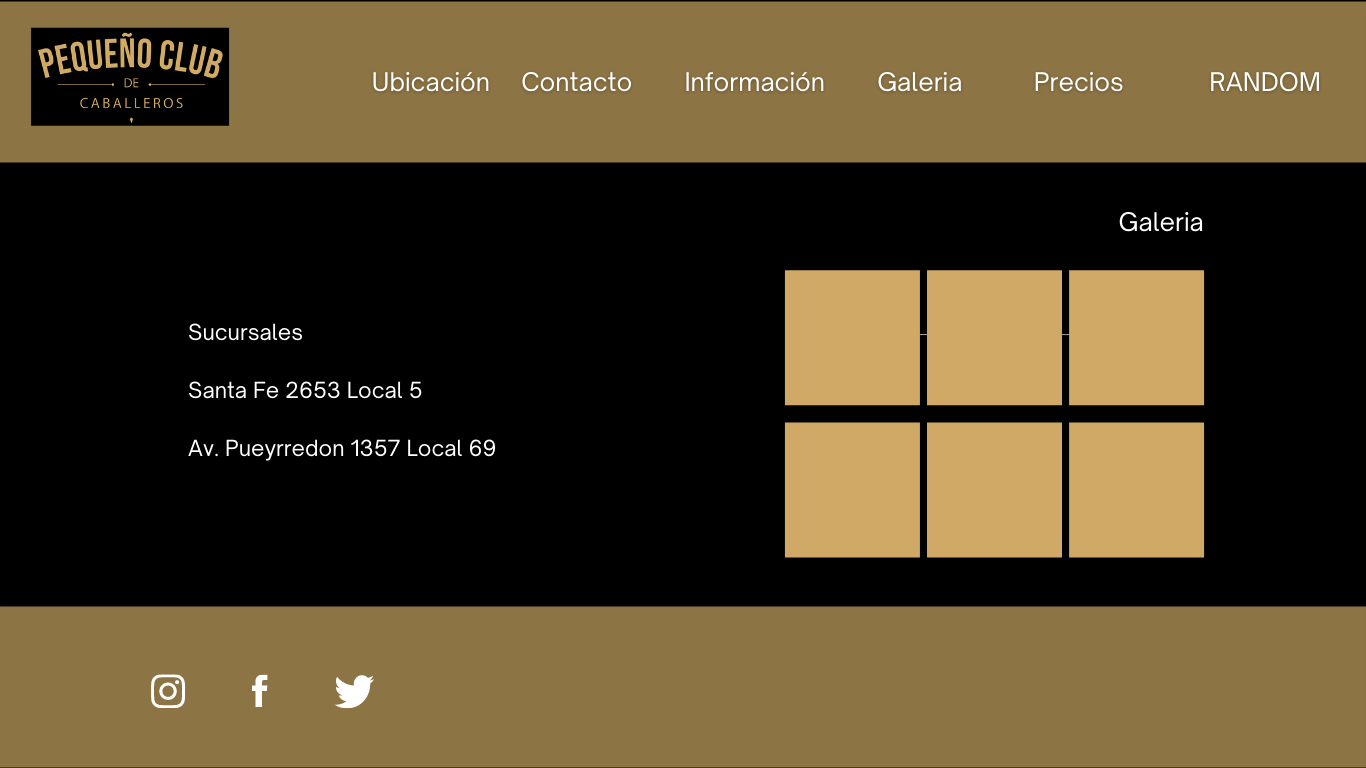 PEQUEÑO CLUB
DE
CABALLEROS
Ubicación Contacto Información Galeria Precios RANDOM
Galeria
Sucursales
Santa Fe 2653 Local 5
Av. Pueyrredon 1357 Local 69